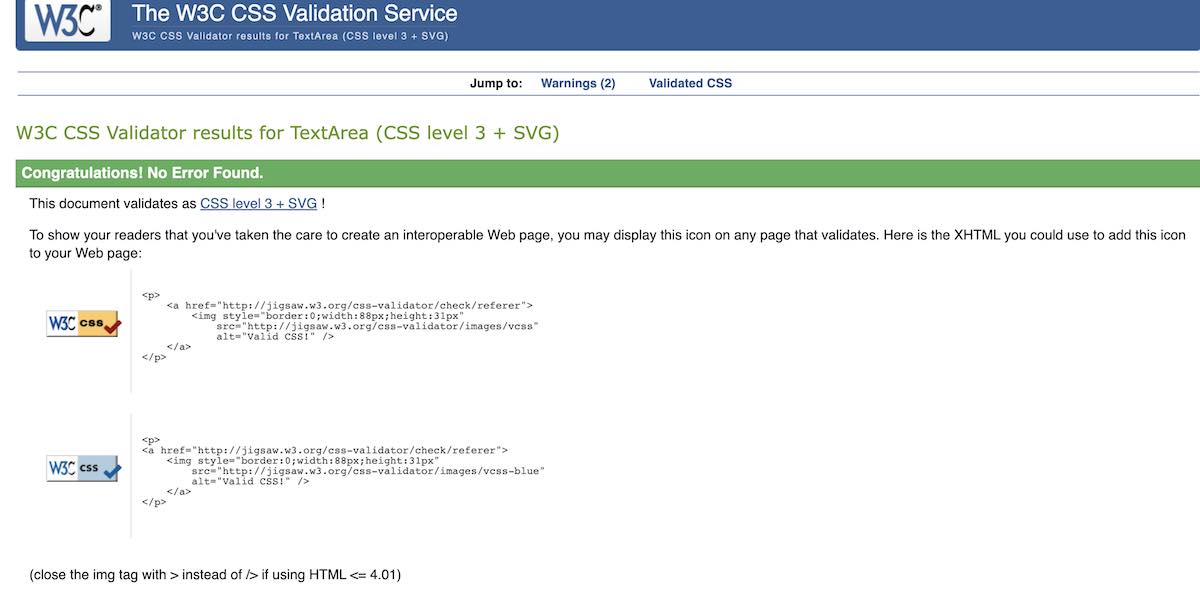 W3C® The W3C CSS Validation Service
W3C CSS Validator results for TextArea (CSS level 3 + SVG)
Jump to: Warnings (2) Validated CSS
W3C CSS Validator results for TextArea (CSS level 3 + SVG)
Congratulations! No Error Found.
This document validates as CSS level 3 + SVG !
To show your readers that you've taken the care to create an interoperable Web page, you may display this icon on any page that validates. Here is the XHTML you could use to add this icon
to your Web page:
W3C css
<p>
    <a href="http://jigsaw.w3.org/css-validator/check/referer">
        <img style="border:0;width:88px;height:31px"
            src="http://jigsaw.w3.org/css-validator/images/vcss"
            alt="Valid CSS!" />
    </a>
</p>
W3C css
<p>
<a href="http://jigsaw.w3.org/css-validator/check/referer">
    <img style="border:0;width:88px;height:31px"
        src="http://jigsaw.w3.org/css-validator/images/vcss-blue"
        alt="Valid CSS!" />
    </a>
</p>
(close the img tag with > instead of /> if using HTML <= 4.01)